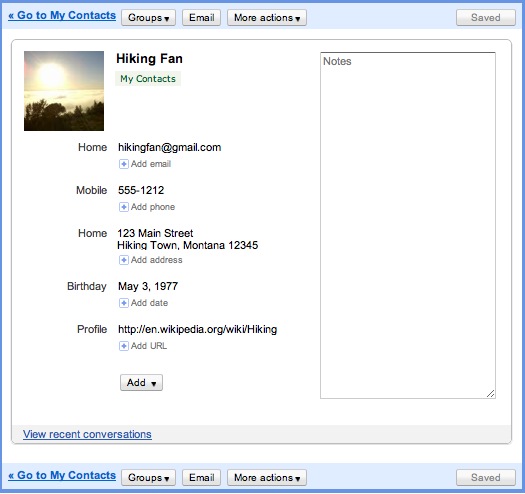 « Go to My Contacts Groups ▾ Email More actions ▾ Saved
Hiking Fan
My Contacts
Notes
Home hikingfan@gmail.com
Add email
Mobile 555-1212
Add phone
Home 123 Main Street
Hiking Town, Montana 12345
Add address
Birthday May 3, 1977
Add date
Profile http://en.wikipedia.org/wiki/Hiking
Add URL
Add ▾
View recent conversations
« Go to My Contacts Groups ▾ Email More actions ▾ Saved